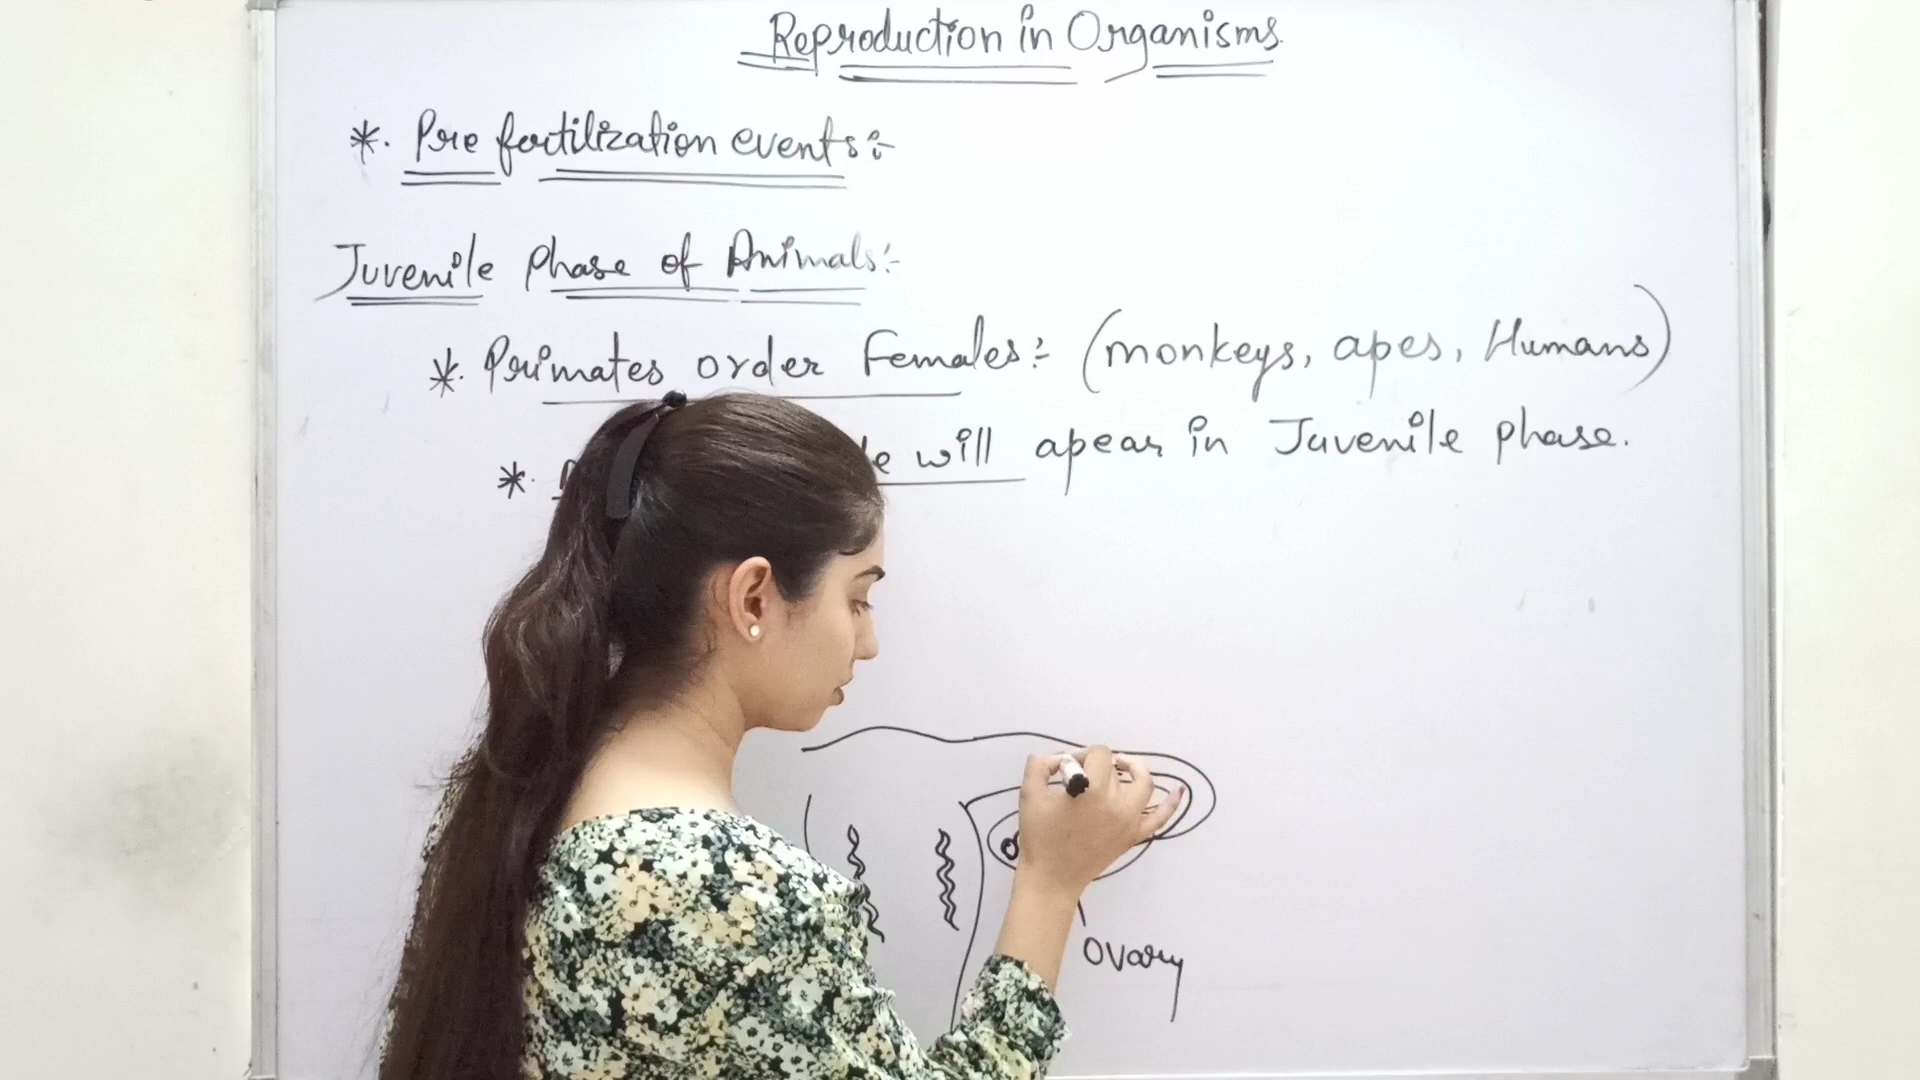 Reproduction in Organisms
*. Pre fertilization events:-
Juvenile phase of Animals:-
*. Primates order Females:- (monkeys, apes, Humans)
*. will apear in Juvenile phase.
Ovary